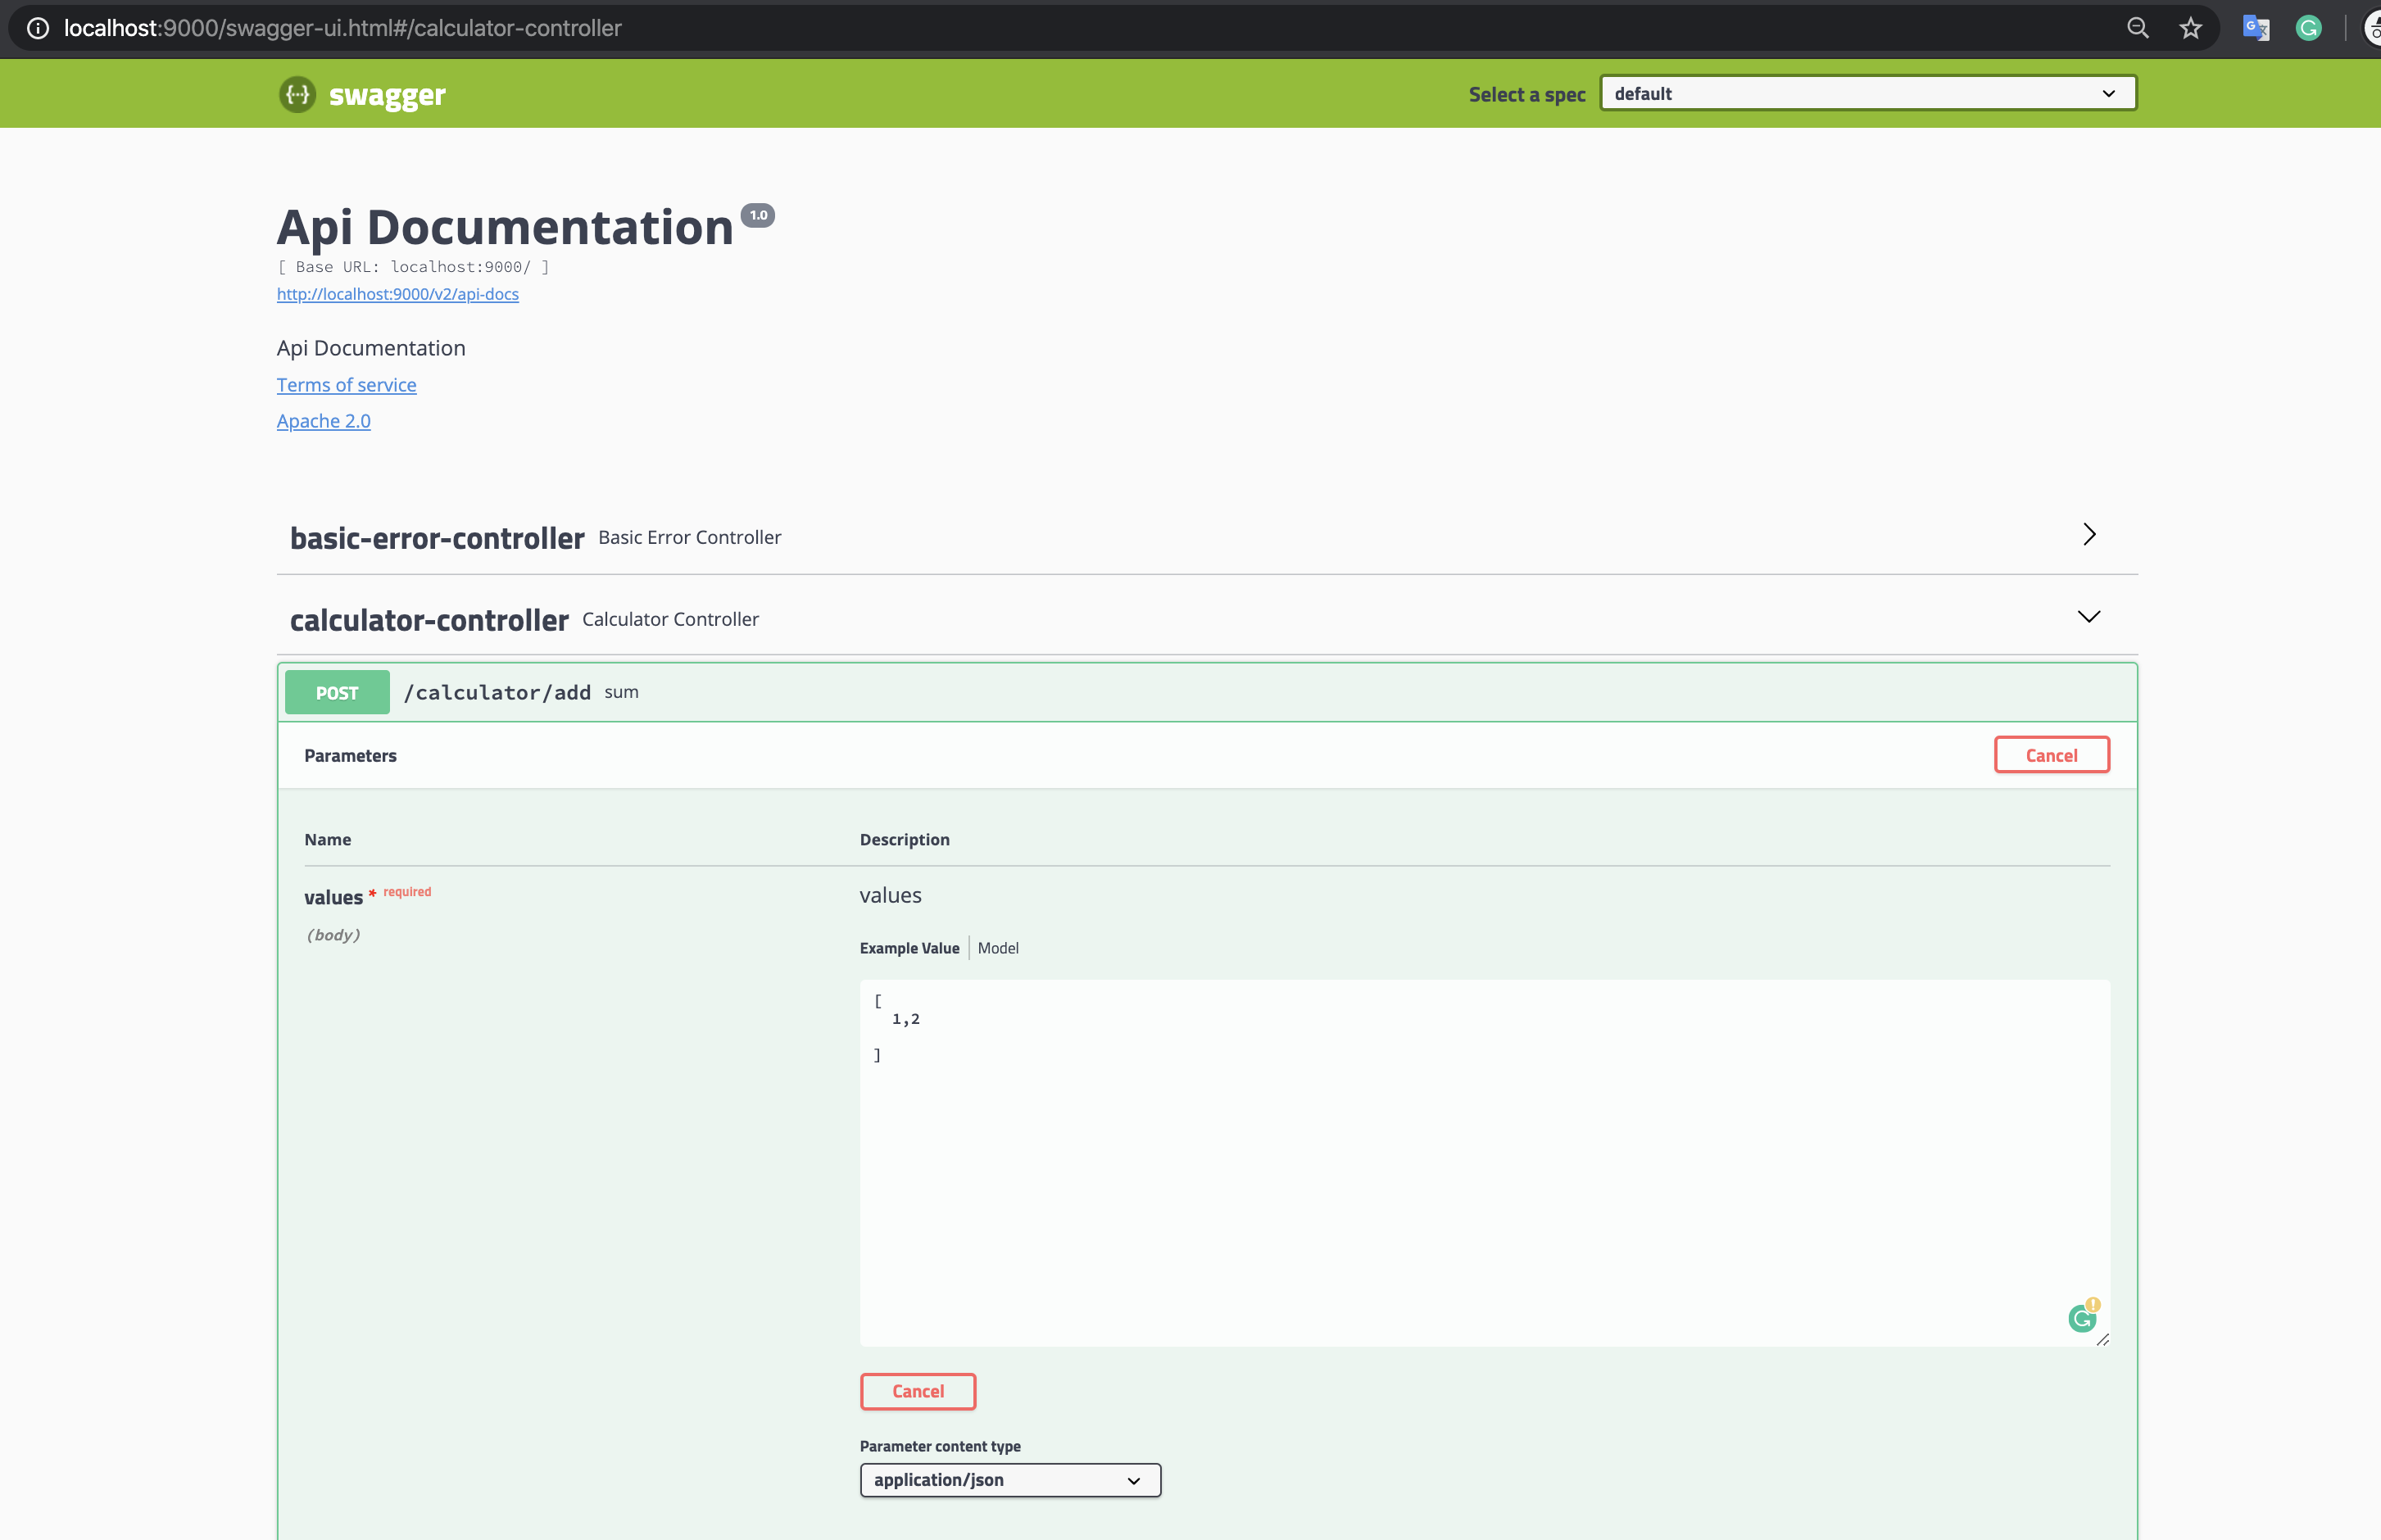 localhost:9000/swagger-ui.html#/calculator-controller
{...} swagger
Select a spec
default
Api Documentation 1.0
[ Base URL: localhost:9000/ ]
http://localhost:9000/v2/api-docs
Api Documentation
Terms of service
Apache 2.0
basic-error-controller Basic Error Controller
calculator-controller Calculator Controller
POST /calculator/add sum
Parameters
Cancel
Name
Description
values * required
(body)
values
Example Value | Model
[
1,2
]
Cancel
Parameter content type
application/json